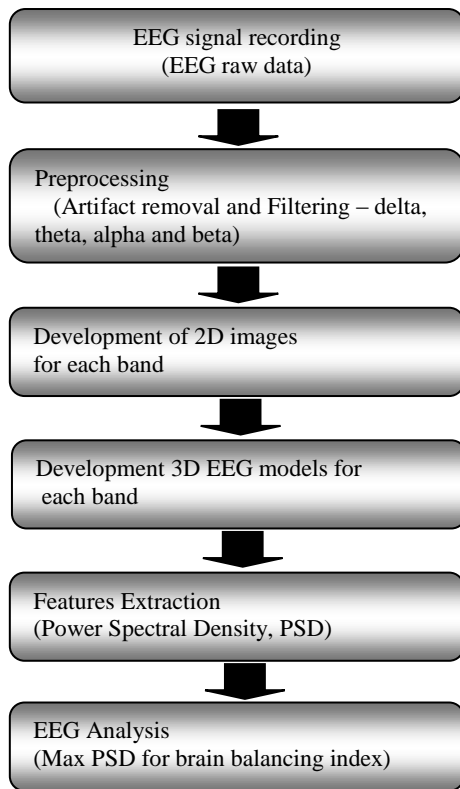 EEG signal recording
(EEG raw data)
Preprocessing
(Artifact removal and Filtering – delta,
theta, alpha and beta)
Development of 2D images
for each band
Development 3D EEG models for
each band
Features Extraction
(Power Spectral Density, PSD)
EEG Analysis
(Max PSD for brain balancing index)